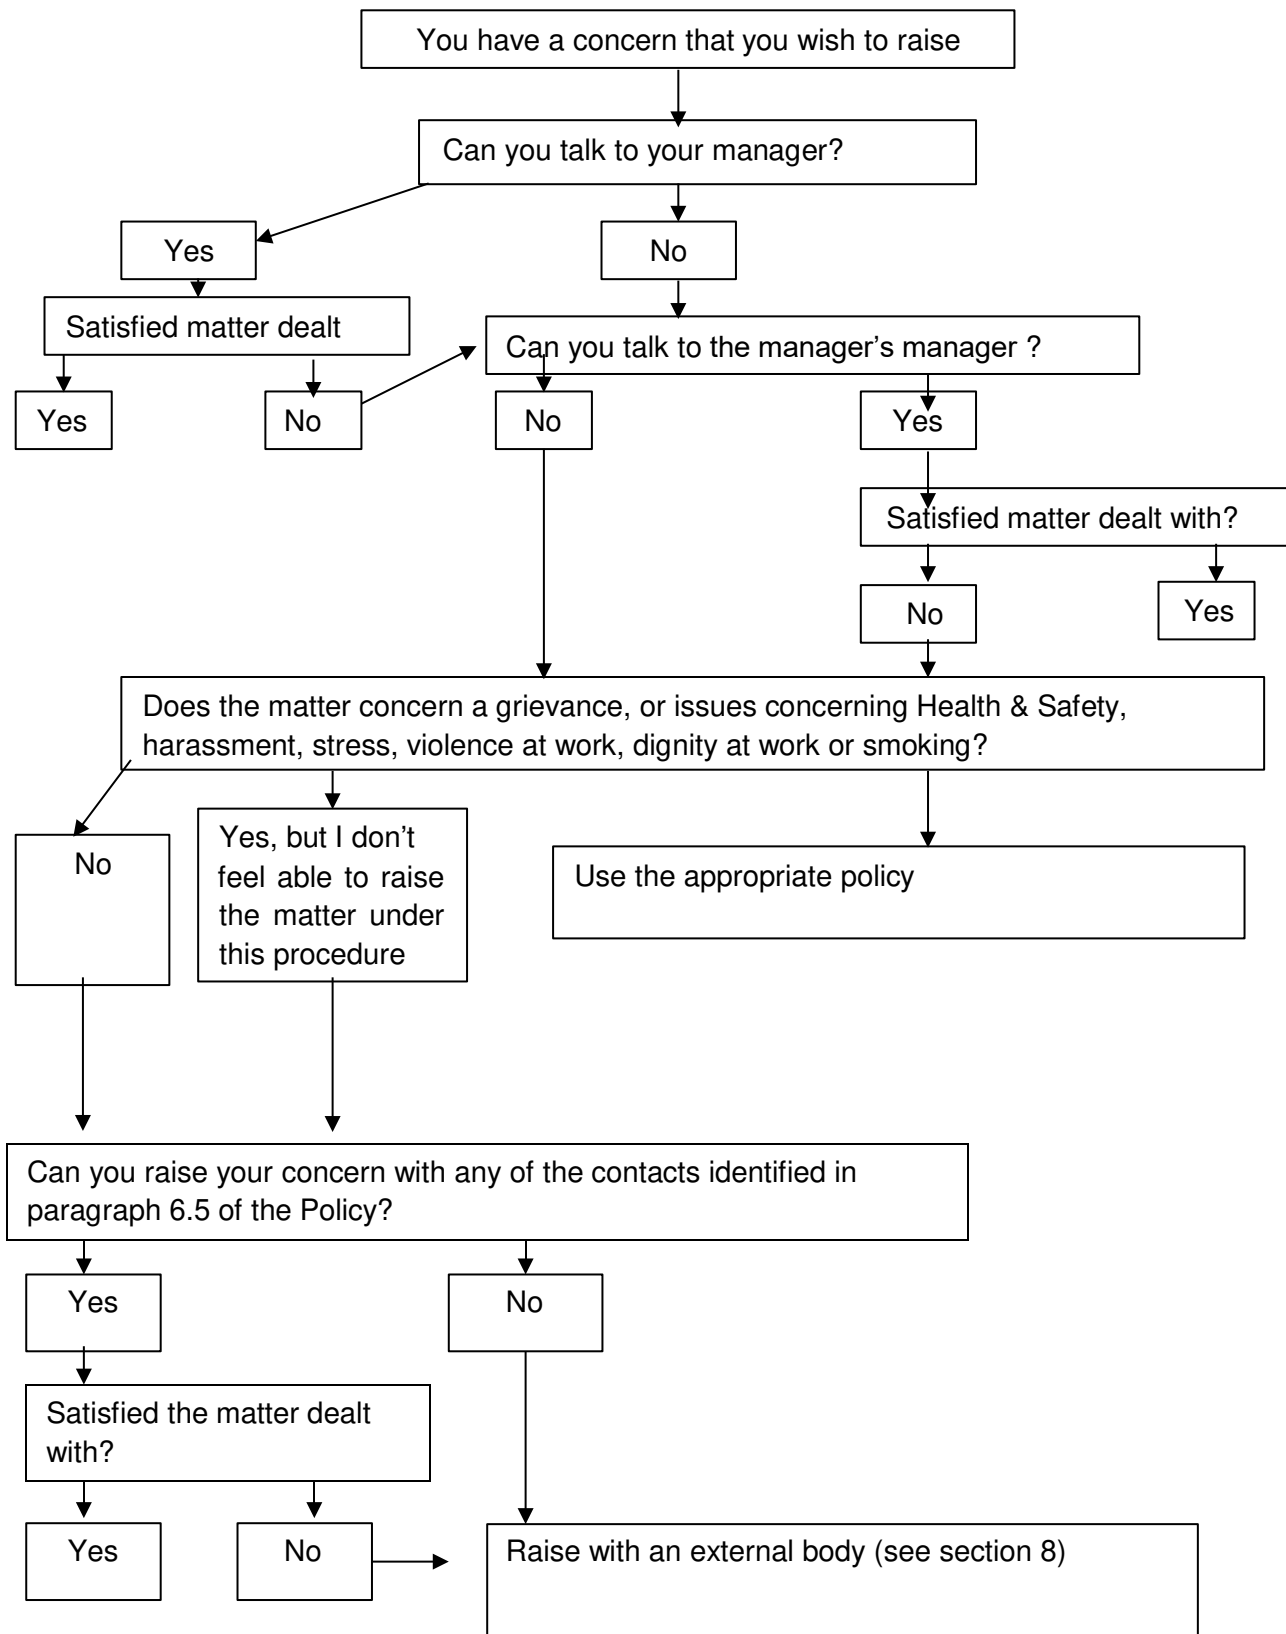 You have a concern that you wish to raise
Can you talk to your manager?
Yes
No
Satisfied matter dealt
Can you talk to the manager’s manager ?
Yes
No
No
Yes
Satisfied matter dealt with?
No
Yes
Does the matter concern a grievance, or issues concerning Health & Safety,
harassment, stress, violence at work, dignity at work or smoking?
No
Yes, but I don’t
feel able to raise
the matter under
this procedure
Use the appropriate policy
Can you raise your concern with any of the contacts identified in
paragraph 6.5 of the Policy?
Yes
No
Satisfied the matter dealt
with?
Yes
No
Raise with an external body (see section 8)